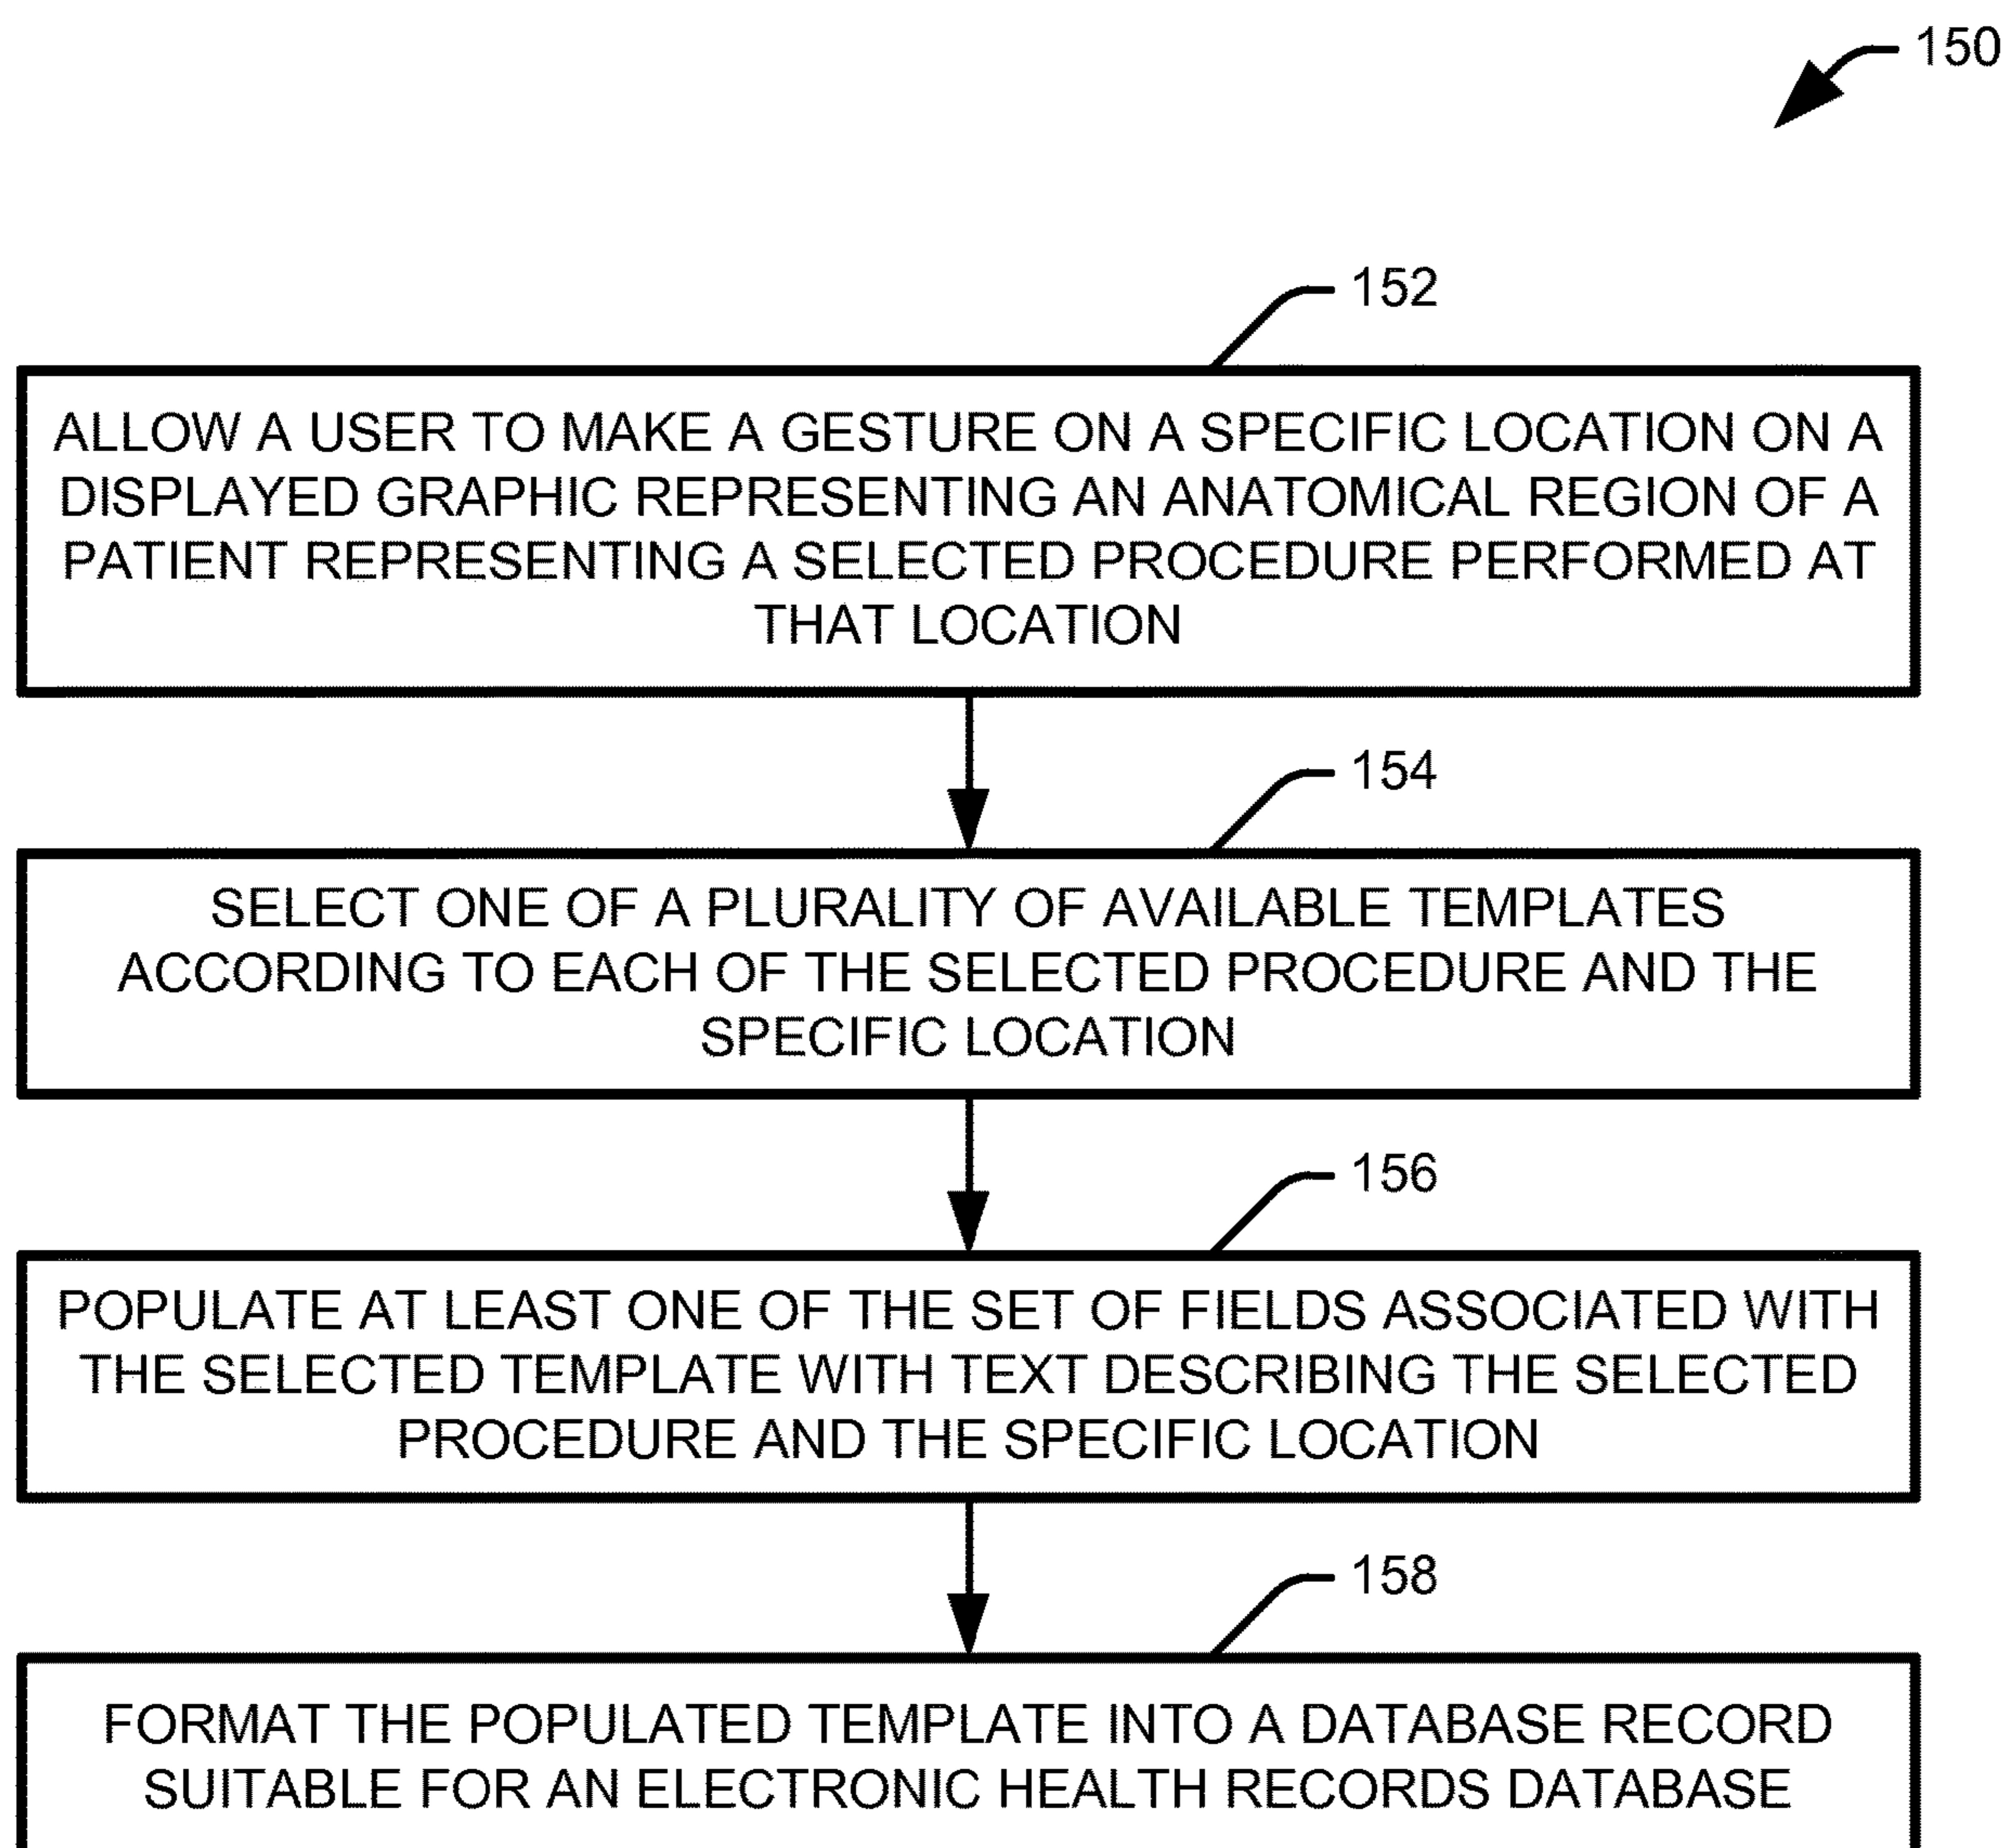 150
152
ALLOW A USER TO MAKE A GESTURE ON A SPECIFIC LOCATION ON A
DISPLAYED GRAPHIC REPRESENTING AN ANATOMICAL REGION OF A
PATIENT REPRESENTING A SELECTED PROCEDURE PERFORMED AT
THAT LOCATION
154
SELECT ONE OF A PLURALITY OF AVAILABLE TEMPLATES
ACCORDING TO EACH OF THE SELECTED PROCEDURE AND THE
SPECIFIC LOCATION
156
POPULATE AT LEAST ONE OF THE SET OF FIELDS ASSOCIATED WITH
THE SELECTED TEMPLATE WITH TEXT DESCRIBING THE SELECTED
PROCEDURE AND THE SPECIFIC LOCATION
158
FORMAT THE POPULATED TEMPLATE INTO A DATABASE RECORD
SUITABLE FOR AN ELECTRONIC HEALTH RECORDS DATABASE